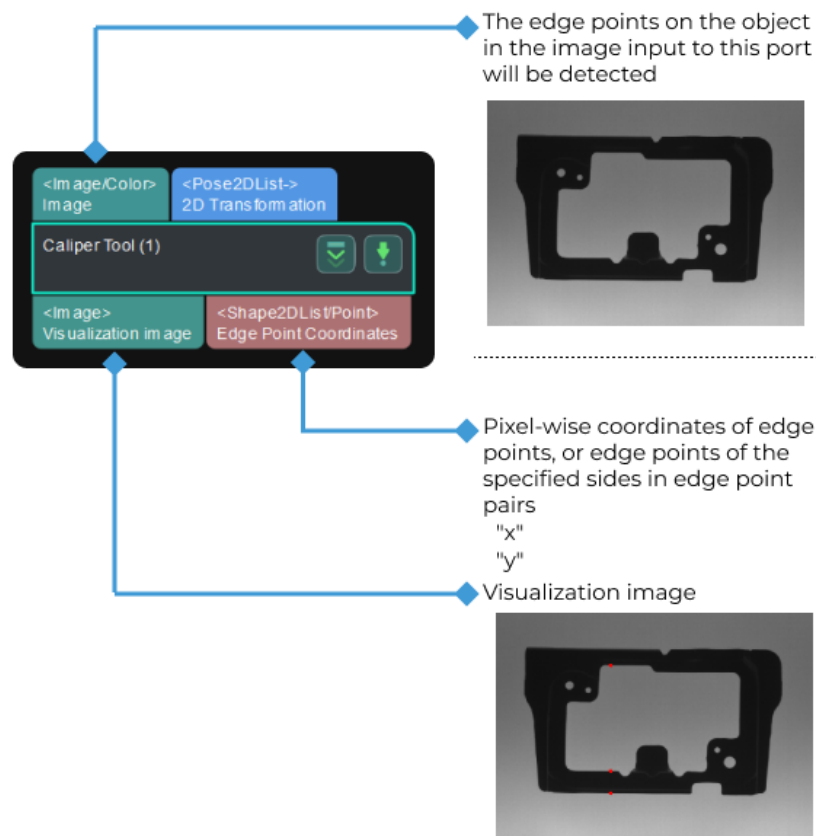 The edge points on the object
in the image input to this port
will be detected
<Image/Color>
Image
<Pose2DList->
2D Transformation
Caliper Tool (1)
<Image>
Visualization image
<Shape2DList/Point>
Edge Point Coordinates
Pixel-wise coordinates of edge
points, or edge points of the
specified sides in edge point
pairs
"x"
"y"
Visualization image